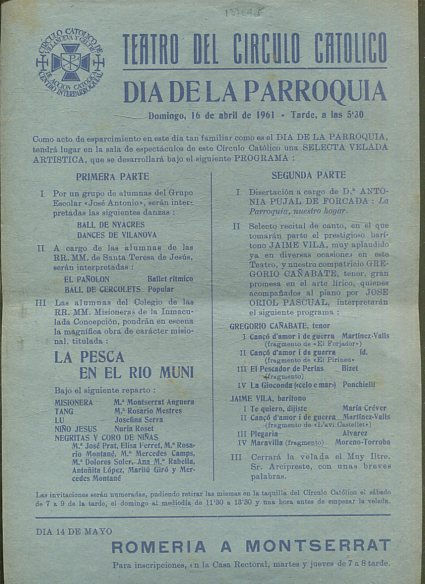 CIRCULO CATOLICO DE VILLANUEVA Y GELTRU
DE ACCION CATOLICA
CENTRO INTERPARROQUIAL
TEATRO DEL CIRCULO CATOLICO
DIA DE LA PARROQUIA
Domingo, 16 de abril de 1961 - Tarde, a las 5'30
Como acto de esparcimiento en este día tan familiar como es el DIA DE LA PARROQUIA,
tendrá lugar en la sala de espectáculos de este Círculo Católico una SELECTA VELADA
ARTISTICA, que se desarrollará bajo el siguiente PROGRAMA :
PRIMERA PARTE
I Por un grupo de alumnas del Grupo
Escolar «José Antonio», serán inter-
pretadas las siguientes danzas :
BALL DE NYACRES
DANCES DE VILANOVA
II A cargo de las alumnas de las
RR. MM. de Santa Teresa de Jesús,
serán interpretadas :
EL PAÑOLON Ballet rítmico
BALL DE CERCOLETS Popular
III Las alumnas del Colegio de las
RR. MM. Misioneras de la Inmacu-
lada Concepción, pondrán en escena
la magnífica obra de carácter misio-
nal, titulada :
LA PESCA
EN EL RIO MUNI
Bajo el siguiente reparto :
MISIONERA M.ª Montserrat Anguera
TANG M.ª Rosario Mestres
LU Josefina Serra
NIÑO JESUS Nuria Roset
NEGRITAS Y CORO DE NIÑAS
M.ª José Prat, Elisa Ferret, M.ª Rosa-
rio Montané, M.ª Mercedes Camps,
M.ª Dolores Soler, Ana M.ª Rabella,
Antoñita López, Marilú Giró y Mer-
cedes Montané
SEGUNDA PARTE
I Disertación a cargo de D.ª ANTO-
NIA PUJAL DE FORCADA : La
Parroquia, nuestro hogar.
II Selecto recital de canto, en el que
tomarán parte el prestigioso barí-
tono JAIME VILA, muy aplaudido
ya en diversas ocasiones en este
Teatro, y nuestro compatricio GRE-
GORIO CAÑABATE, tenor, gran
promesa en el arte lírico, quienes
acompañados al piano por JOSE
ORIOL PASCUAL, interpretarán
el siguiente programa :
GREGORIO CAÑABATE, tenor
I Cançó d'amor i de guerra Martínez-Valls
(fragmento de «El Forjador»)
II Cançó d'amor i de guerra íd.
(fragmento de «El Pirineu»)
III El Pescador de Perlas Bizet
(fragmento)
IV La Gioconda (cielo e mar) Ponchielli
JAIME VILA, barítono
I Te quiero, dijiste María Gréver
II Cançó d'amor i de guerra Martínez-Valls
(fragmento de «L'avi Castellet»)
III Plegaria Alvarez
IV Maravilla (fragmento) Moreno-Torroba
III Cerrará la velada el Muy Iltre.
Sr. Arcipreste, con unas breves
palabras.
Las invitaciones serán numeradas, pudiendo retirar las mismas en la taquilla del Círculo Católico el sábado
de 7 a 9 de la tarde, el domingo al mediodía de 11'30 a 13'30 y una hora antes de empezar la velada.
DIA 14 DE MAYO
ROMERIA A MONTSERRAT
Para inscripciones, en la Casa Rectoral, martes y jueves de 7 a 8 tarde.